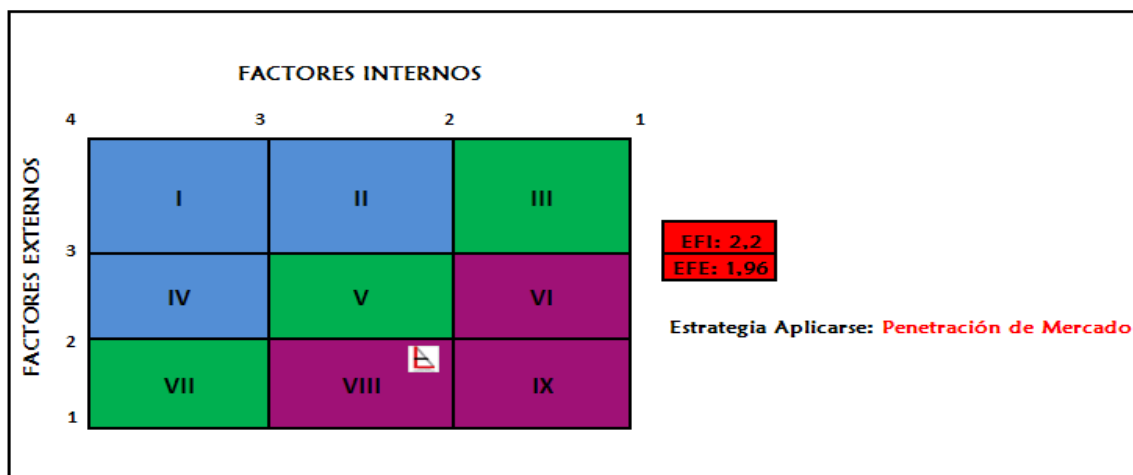 FACTORES INTERNOS
4 3 2 1
FACTORES EXTERNOS
I II III
3
EFI: 2,2
EFE: 1,96
IV V VI
Estrategia Aplicarse: Penetración de Mercado
2
VII VIII IX
1